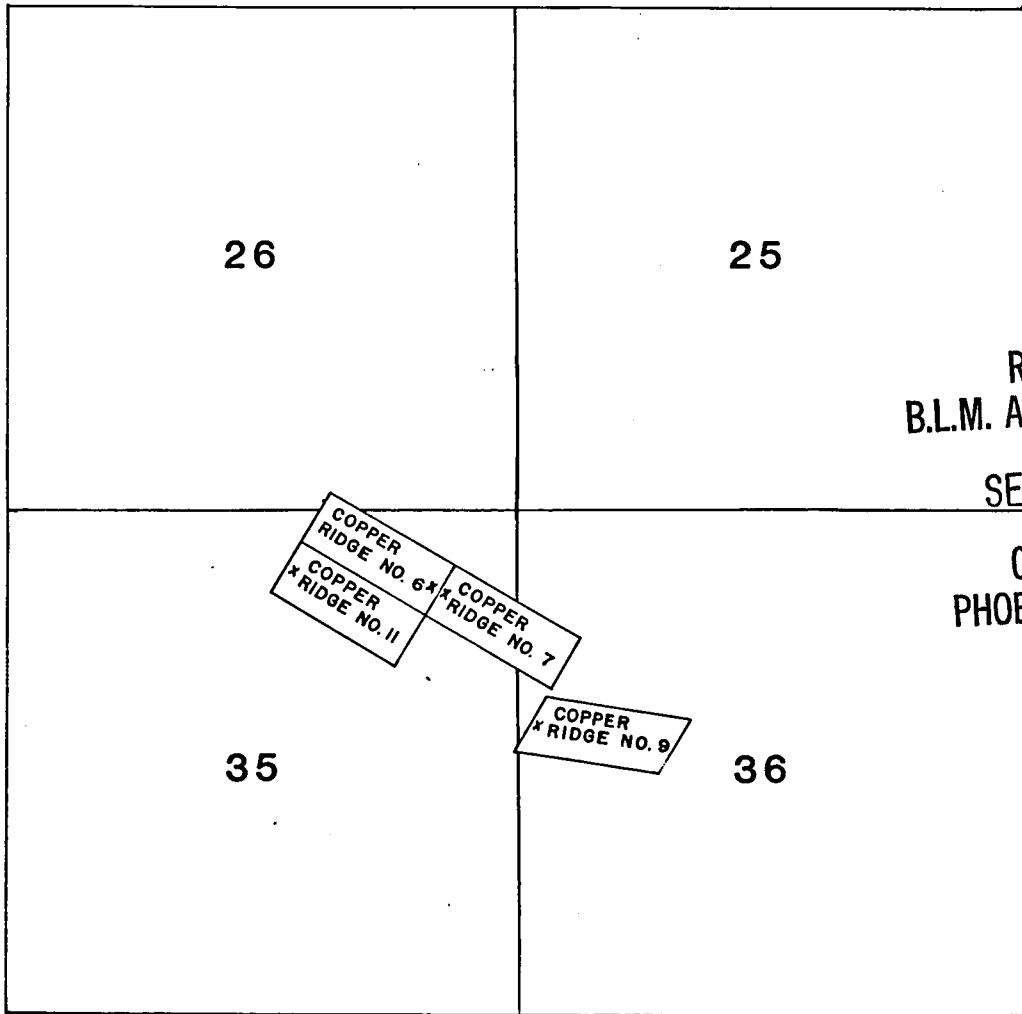 26
25
R
B.L.M. A
SE
PHOE
COPPER
RIDGE NO. 6 x
x COPPER
RIDGE NO. 7
COPPER
x RIDGE NO. 11
COPPER
x RIDGE NO. 9
35
36